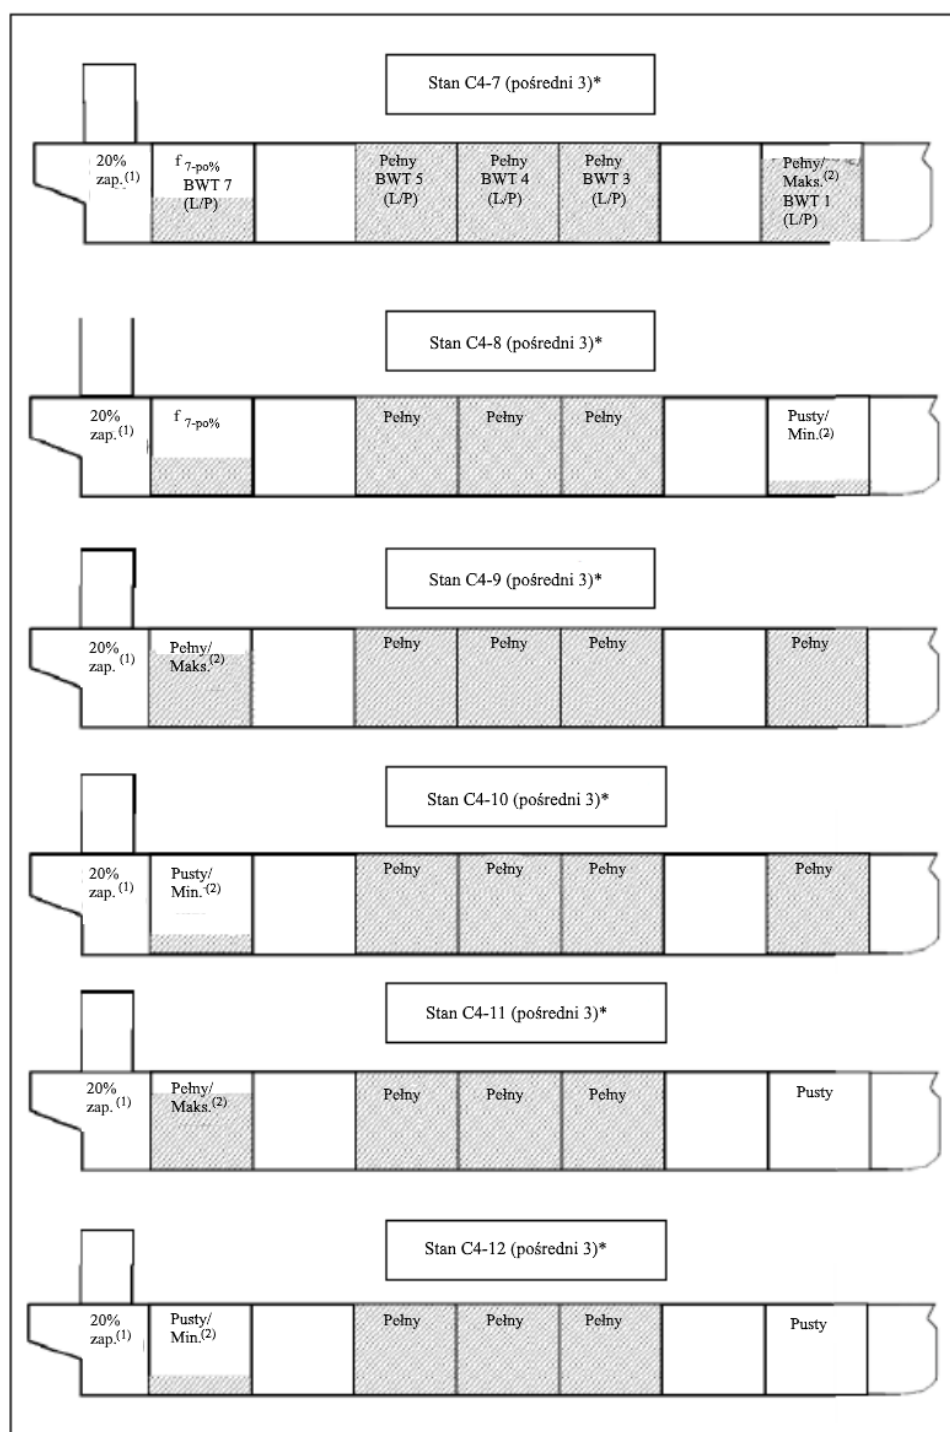 Stan C4-7 (pośredni 3)*
20%
zap.(1)
f 7-po%
BWT 7
(L/P)
Pełny
BWT 5
(L/P)
Pełny
BWT 4
(L/P)
Pełny
BWT 3
(L/P)
Pełny/
Maks.(2)
BWT 1
(L/P)
Stan C4-8 (pośredni 3)*
20%
zap.(1)
f 7-po%
Pełny
Pełny
Pełny
Pusty/
Min.(2)
Stan C4-9 (pośredni 3)*
20%
zap.(1)
Pełny/
Maks.(2)
Pełny
Pełny
Pełny
Pełny
Stan C4-10 (pośredni 3)*
20%
zap.(1)
Pusty/
Min.(2)
Pełny
Pełny
Pełny
Pełny
Stan C4-11 (pośredni 3)*
20%
zap.(1)
Pełny/
Maks.(2)
Pełny
Pełny
Pełny
Pusty
Stan C4-12 (pośredni 3)*
20%
zap.(1)
Pusty/
Min.(2)
Pełny
Pełny
Pełny
Pusty